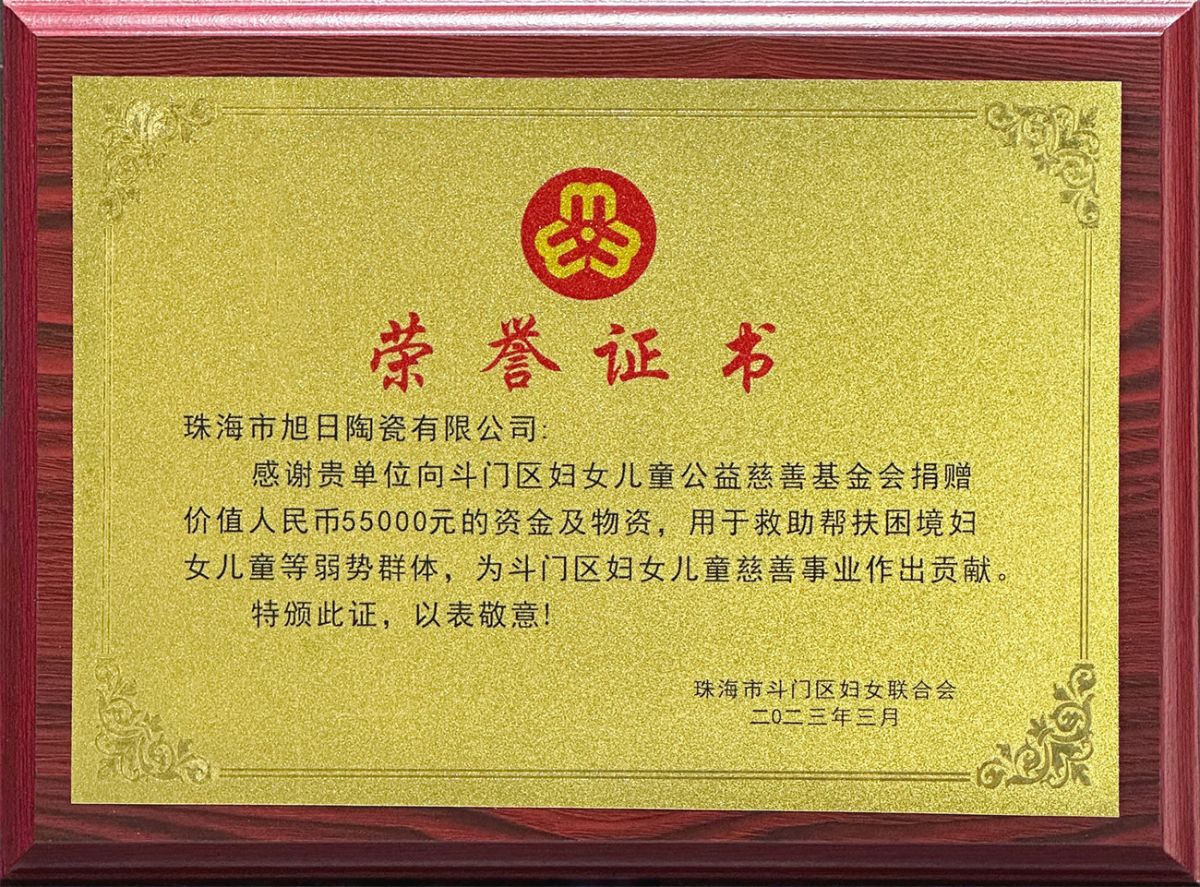 荣誉证书
珠海市旭日陶瓷有限公司:
感谢贵单位向斗门区妇女儿童公益慈善基金会捐赠
价值人民币55000元的资金及物资，用于救助帮扶困境妇
女儿童等弱势群体，为斗门区妇女儿童慈善事业作出贡献。
特颁此证，以表敬意!
珠海市斗门区妇女联合会
二0二三年三月